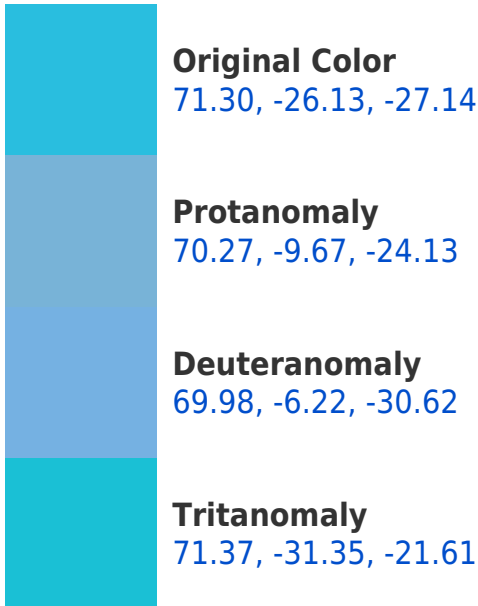 Original Color
71.30, -26.13, -27.14
Protanomaly
70.27, -9.67, -24.13
Deuteranomaly
69.98, -6.22, -30.62
Tritanomaly
71.37, -31.35, -21.61